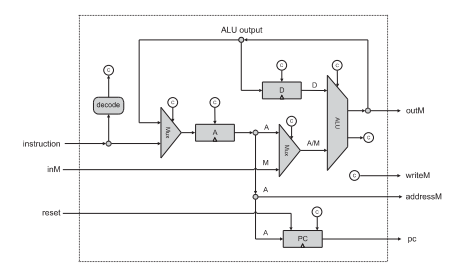 ALU output
C
C
C
D
D
C
C
decode
Mux
A
A
C
Mux
A/M
ALU
outM
C
instruction
inM
M
C
writeM
A
addressM
reset
C
A
PC
pc